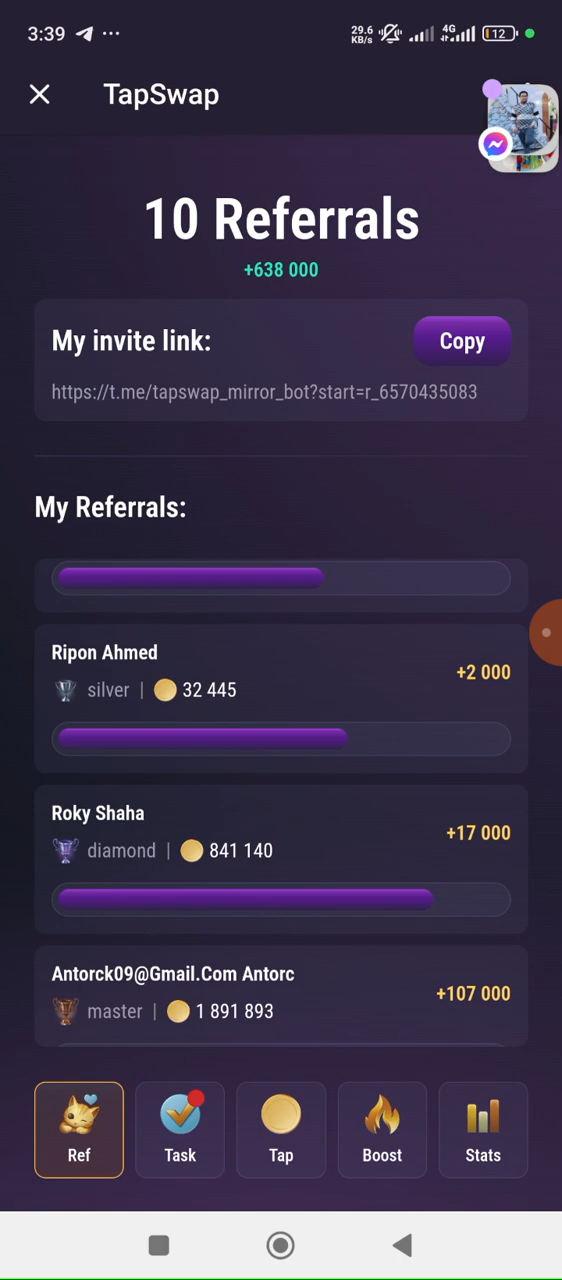 3:39
29.6 KB/s
4G
12
TapSwap
10 Referrals
+638 000
My invite link:
Copy
https://t.me/tapswap_mirror_bot?start=r_6570435083
My Referrals:
Ripon Ahmed
+2 000
silver | 32 445
Roky Shaha
+17 000
diamond | 841 140
Antorck09@Gmail.Com Antorc
+107 000
master | 1 891 893
Ref
Task
Tap
Boost
Stats